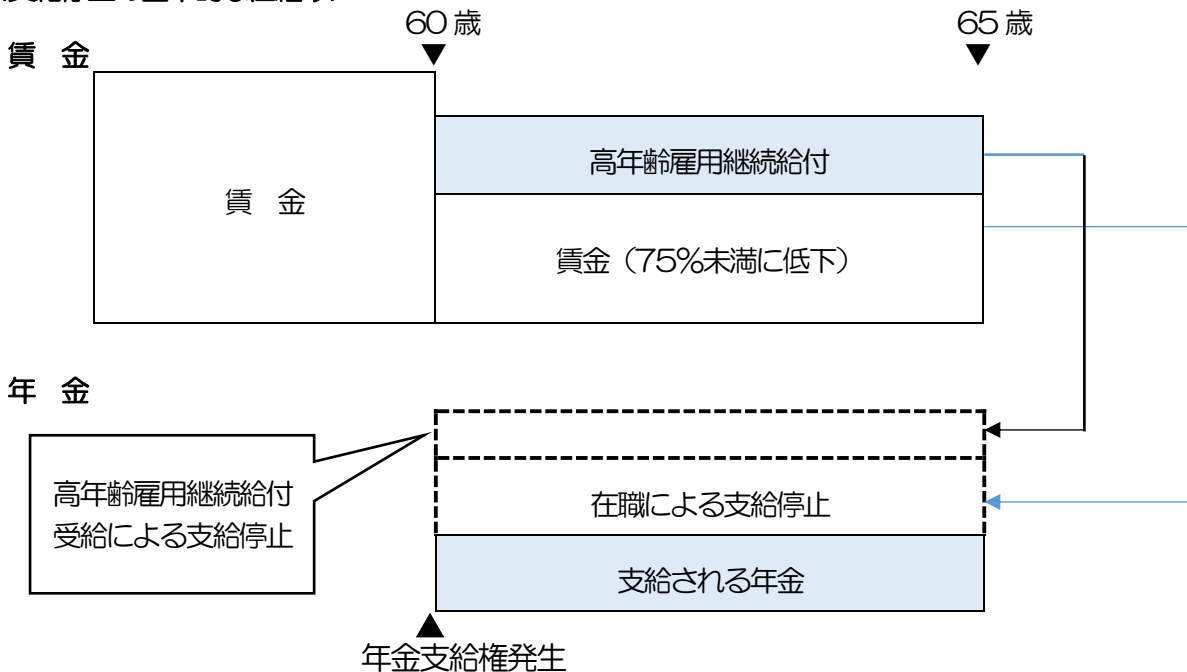 60歳
65歳
賃 金
高年齢雇用継続給付
賃 金
賃金（75%未満に低下）
年 金
高年齢雇用継続給付
受給による支給停止
在職による支給停止
支給される年金
年金支給権発生